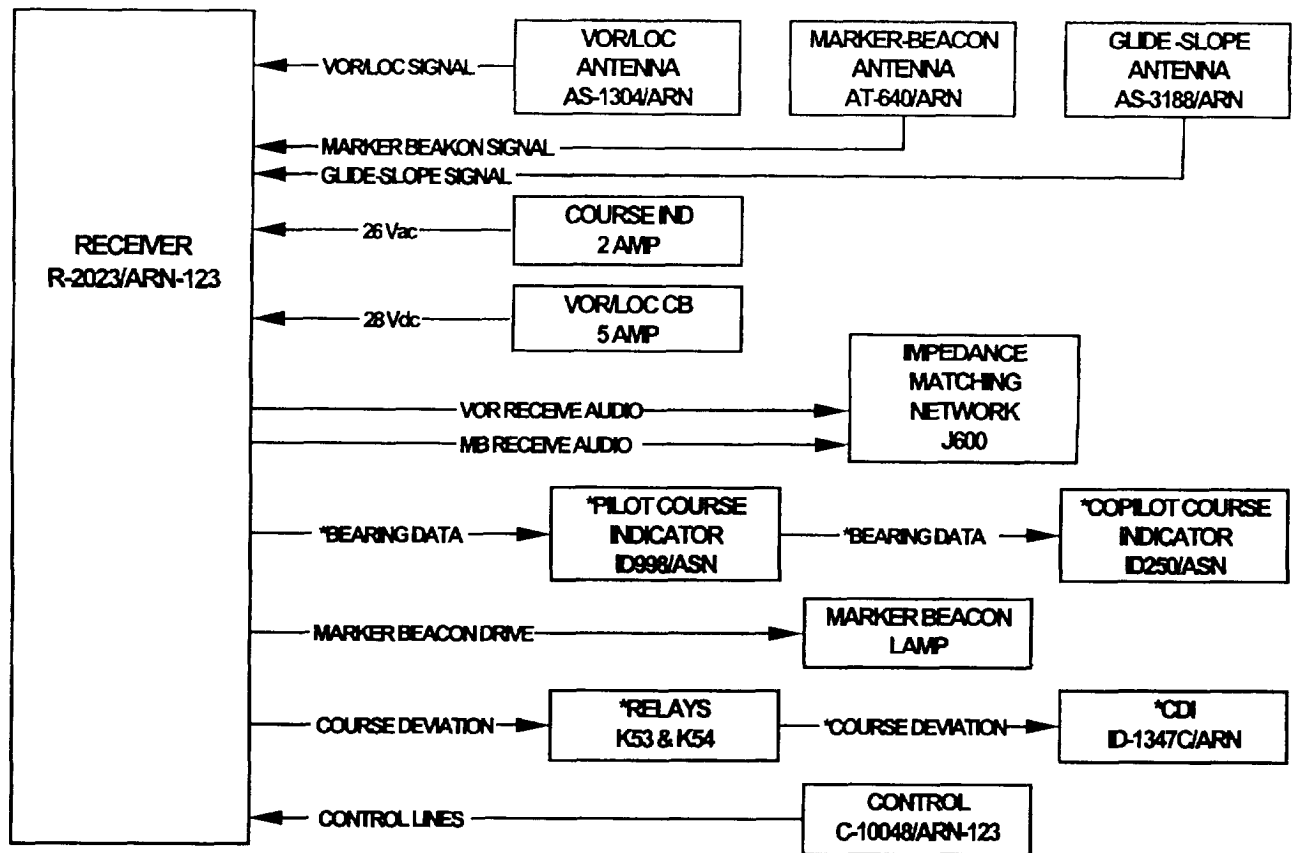 VOR/LOC
ANTENNA
AS-1304/ARN
MARKER-BEACON
ANTENNA
AT-640/ARN
GLIDE-SLOPE
ANTENNA
AS-3188/ARN
VOR/LOC SIGNAL
MARKER BEAKON SIGNAL
GLIDE-SLOPE SIGNAL
RECEIVER
R-2023/ARN-123
26 Vac
COURSE IND
2 AMP
28 Vdc
VOR/LOC CB
5 AMP
IMPEDANCE
MATCHING
NETWORK
J600
VOR RECEIVE AUDIO
MB RECEIVE AUDIO
*BEARING DATA
*PILOT COURSE
INDICATOR
ID998/ASN
*BEARING DATA
*COPILOT COURSE
INDICATOR
ID250/ASN
MARKER BEACON DRIVE
MARKER BEACON
LAMP
COURSE DEVIATION
*RELAYS
K53 & K54
*COURSE DEVIATION
*CDI
ID-1347C/ARN
CONTROL LINES
CONTROL
C-10048/ARN-123